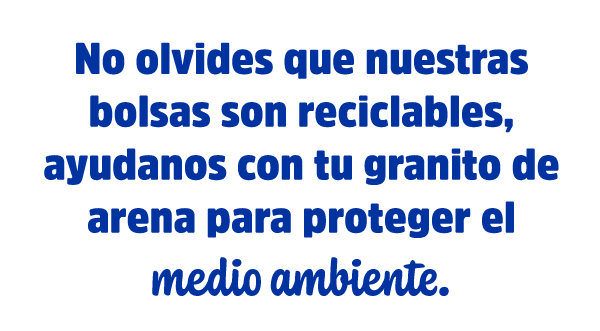 No olvides que nuestras
bolsas son reciclables,
ayudanos con tu granito de
arena para proteger el
medio ambiente.